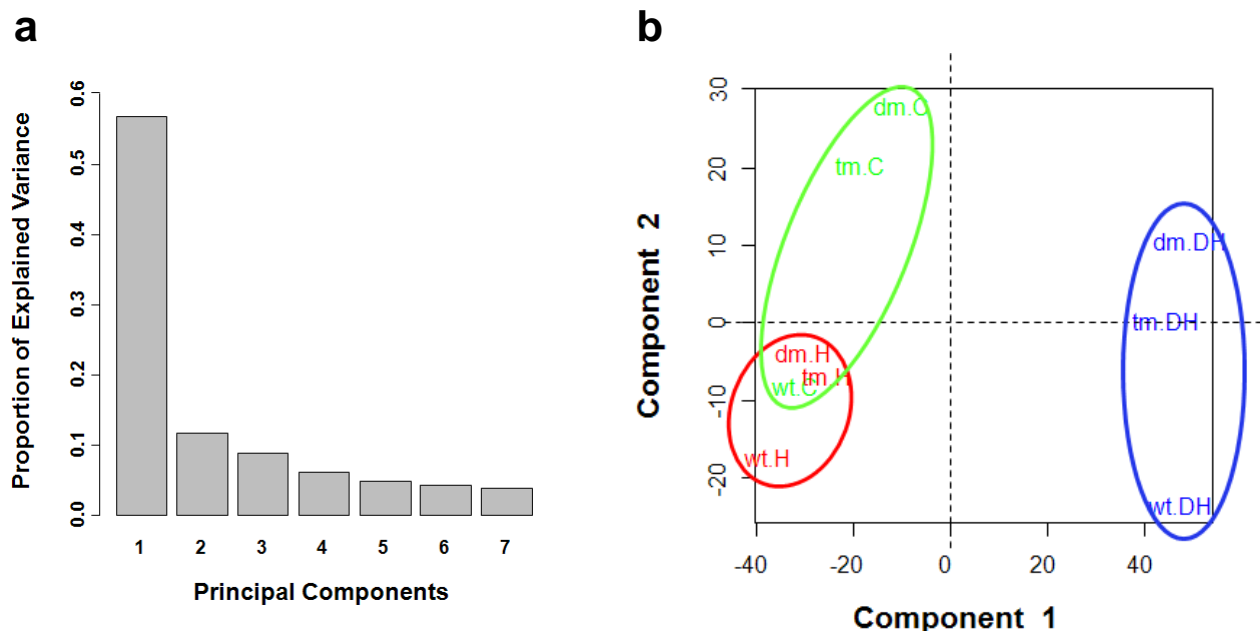 a
Proportion of Explained Variance
0.6
0.5
0.4
0.3
0.2
0.1
0.0
1 2 3 4 5 6 7
Principal Components
b
Component 2
30
20
10
0
-10
-20
dm.C
tm.C
dm.DH
tm.DH
dm.H
tm.H
wt.C
wt.H
wt.DH
-40 -20 0 20 40
Component 1